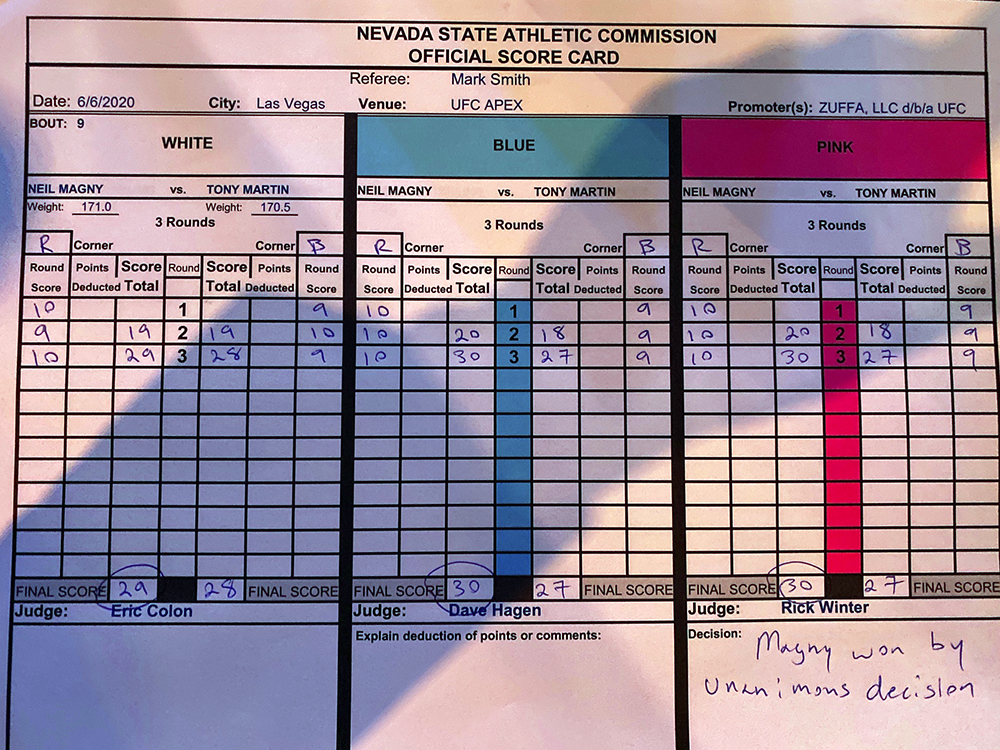 NEVADA STATE ATHLETIC COMMISSION
OFFICIAL SCORE CARD
Referee: Mark Smith
Date: 6/6/2020 City: Las Vegas Venue: UFC APEX Promoter(s): ZUFFA, LLC d/b/a UFC
BOUT: 9
WHITE BLUE PINK
NEIL MAGNY vs. TONY MARTIN NEIL MAGNY vs. TONY MARTIN NEIL MAGNY vs. TONY MARTIN
Weight: 171.0 Weight: 170.5
3 Rounds 3 Rounds 3 Rounds
R Corner Corner B R Corner Corner B R Corner Corner B
Round Points Score Round Score Points Round Round Points Score Round Score Points Round Round Points Score Round Score Points Round
Score Deducted Total Total Deducted Score Score Deducted Total Total Deducted Score Score Deducted Total Total Deducted Score
10 1 9 10 1 9 10 1 9
9 19 2 19 10 10 20 2 18 9 10 20 2 18 9
10 29 3 28 9 10 30 3 27 9 10 30 3 27 9
FINAL SCORE 29 28 FINAL SCORE FINAL SCORE 30 27 FINAL SCORE FINAL SCORE 30 27 FINAL SCORE
Judge: Eric Colon Judge: Dave Hagen Judge: Rick Winter
Explain deduction of points or comments: Decision:
Magny won by
unanimous decision